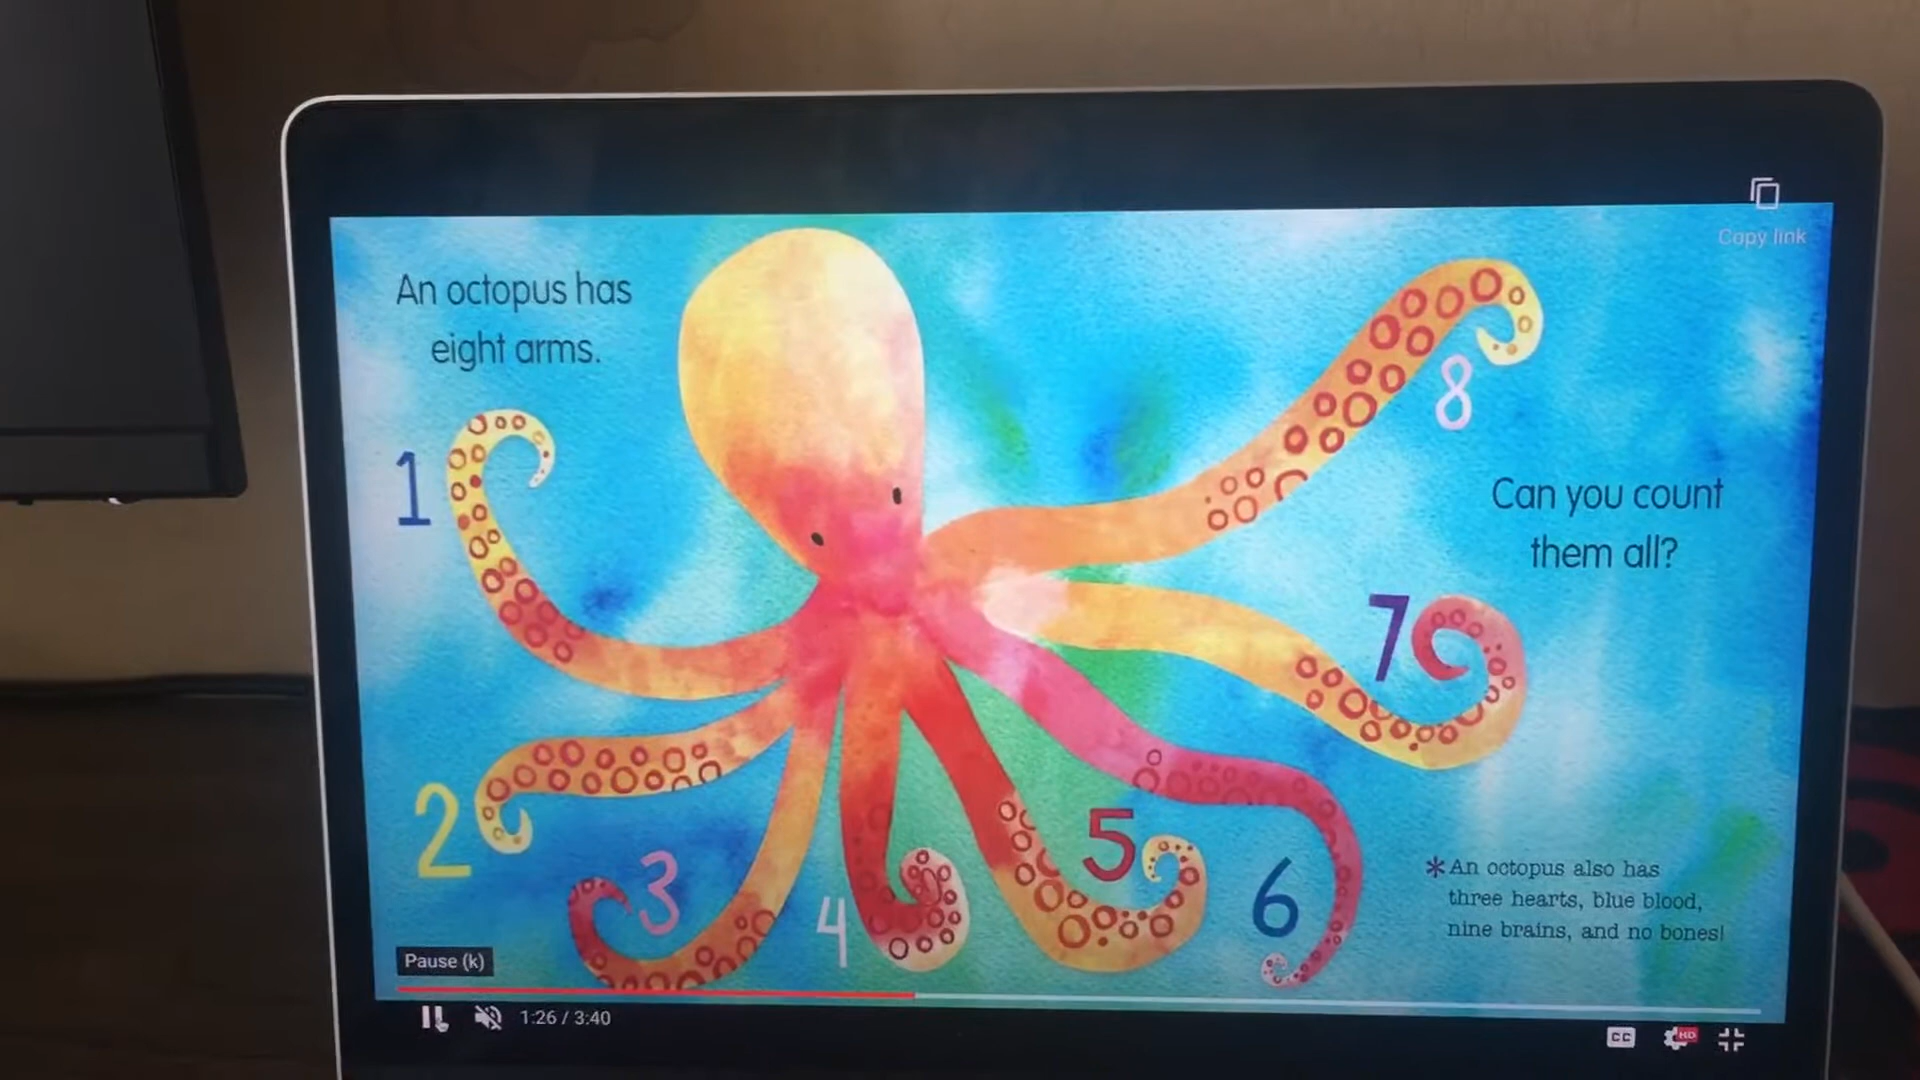 Copy link
An octopus has
eight arms.
1
8
Can you count
them all?
7
2
3
4
5
6
*An octopus also has
three hearts, blue blood,
nine brains, and no bones!
Pause (k)
1:26 / 3:40
CC
HD